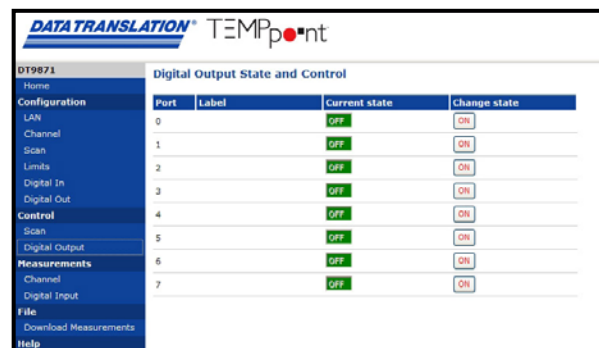 DATA TRANSLATION® TEMPpoint
DT9871
Home
Configuration
LAN
Channel
Scan
Limits
Digital In
Digital Out
Control
Scan
Digital Output
Measurements
Channel
Digital Input
File
Download Measurements
Help
Digital Output State and Control
Port Label Current state Change state
0 OFF ON
1 OFF ON
2 OFF ON
3 OFF ON
4 OFF ON
5 OFF ON
6 OFF ON
7 OFF ON